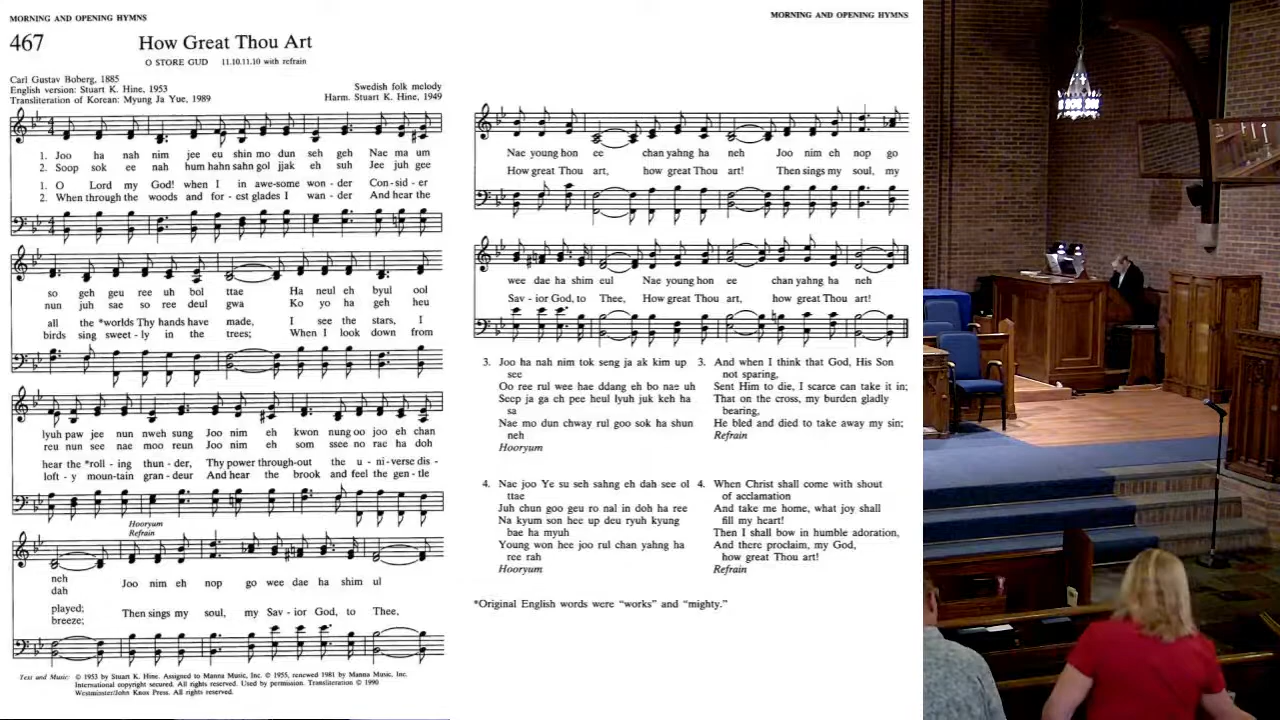 MORNING AND OPENING HYMNS
467
How Great Thou Art
O STORE GUD 11.10.11.10 with refrain
Carl Gustav Boberg, 1885
English version: Stuart K. Hine, 1953
Transliteration of Korean: Myung Ja Yue, 1989
Swedish folk melody
Harm. Stuart K. Hine, 1949
1. Joo ha nah nim jee eu shin mo dun seh geh Nae ma um
2. Soop sok ee nah hum hahn sahn gol jjak eh suh Jee juh gee
1. O Lord my God! when I in awe-some won - der Con-sid - er
2. When through the woods and for - est glades I wan - der And hear the
so geh geu ree uh bol ttae Ha neul eh byul ool
nun juh sae so ree deul gwa Ko yo ha geh heu
all the *worlds Thy hands have made, I see the stars, I
birds sing sweet - ly in the trees; When I look down from
lyuh paw jee nun nweh sung Joo nim eh kwon nung oo joo eh chan
reu nun see nae moo reun Joo nim eh som ssee no rae ha doh
hear the *roll - ing thun - der, Thy power through-out the u - ni-verse dis -
loft - y moun-tain gran - deur And hear the brook and feel the gen - tle
Hooryum
Refrain
neh Joo nim eh nop go wee dae ha shim ul
dah
played; Then sings my soul, my Sav - ior God, to Thee,
breeze;
Text and Music: © 1953 by Stuart K. Hine. Assigned to Manna Music, Inc. © 1955, renewed 1981 by Manna Music, Inc.
International copyright secured. All rights reserved. Used by permission. Transliteration © 1990
Westminster/John Knox Press. All rights reserved.
MORNING AND OPENING HYMNS
Nae young hon ee chan yahng ha neh Joo nim eh nop go
How great Thou art, how great Thou art! Then sings my soul, my
wee dae ha shim eul Nae young hon ee chan yahng ha neh
Sav - ior God, to Thee, How great Thou art, how great Thou art!
3. Joo ha nah nim tok seng ja ak kim up
see
Oo ree rul wee hae ddang eh bo nae uh
Seep ja ga eh pee heul lyuh juk keh ha
sa
Nae mo dun chway rul goo sok ha shun
neh
Hooryum
3. And when I think that God, His Son
not sparing,
Sent Him to die, I scarce can take it in;
That on the cross, my burden gladly
bearing,
He bled and died to take away my sin;
Refrain
4. Nae joo Ye su seh sahng eh dah see ol
ttae
Juh chun goo geu ro nal in doh ha ree
Na kyum son hee up deu ryuh kyung
bae ha myuh
Young won hee joo rul chan yahng ha
ree rah
Hooryum
4. When Christ shall come with shout
of acclamation
And take me home, what joy shall
fill my heart!
Then I shall bow in humble adoration,
And there proclaim, my God,
how great Thou art!
Refrain
*Original English words were “works” and “mighty.”